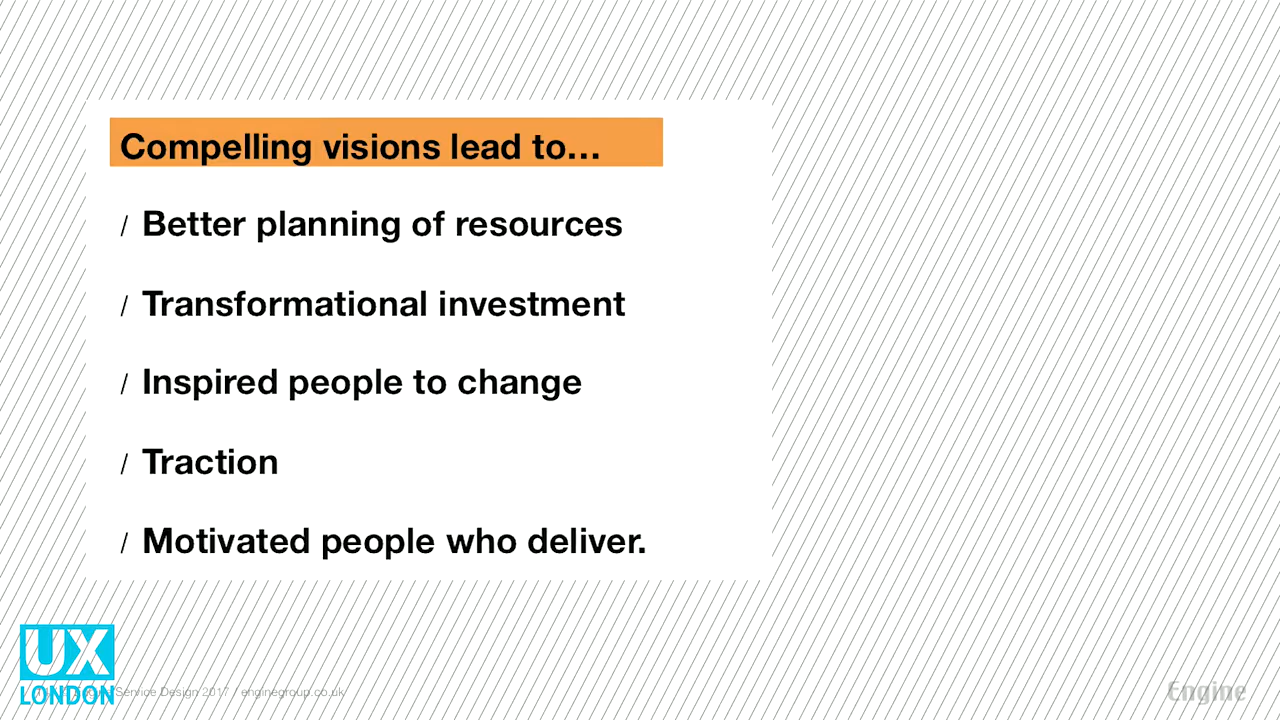 Compelling visions lead to…
/ Better planning of resources
/ Transformational investment
/ Inspired people to change
/ Traction
/ Motivated people who deliver.
UX
LONDON
Service Design 2017 / enginegroup.co.uk
Engine